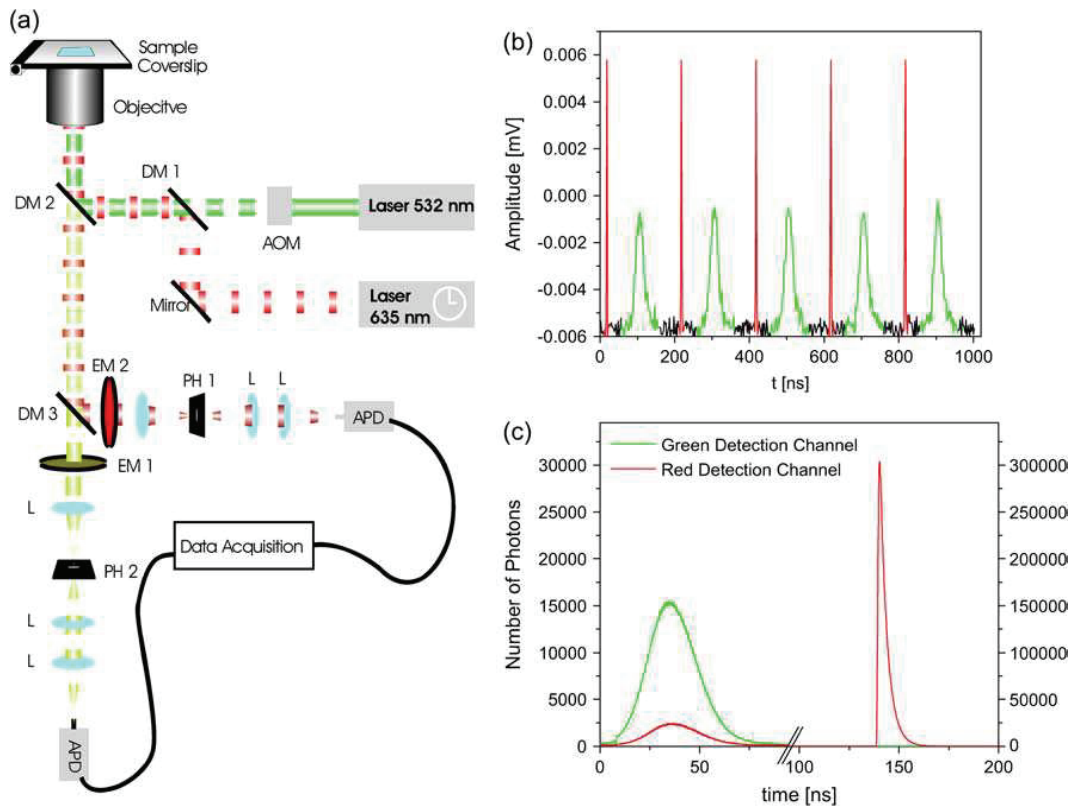 (a)
Sample
Coverslip
Objecitve
DM 1
DM 2
Laser 532 nm
AOM
Mirror
Laser
635 nm
EM 2
PH 1
L
L
DM 3
APD
EM 1
L
Data Acquisition
PH 2
L
L
APD
(b)
0.006
0.004
0.002
0.000
-0.002
-0.004
-0.006
Amplitude [mV]
0
200
400
600
800
1000
t [ns]
(c)
Green Detection Channel
Red Detection Channel
30000
25000
20000
15000
10000
5000
0
Number of Photons
300000
250000
200000
150000
100000
50000
0
0
50
100
150
200
time [ns]